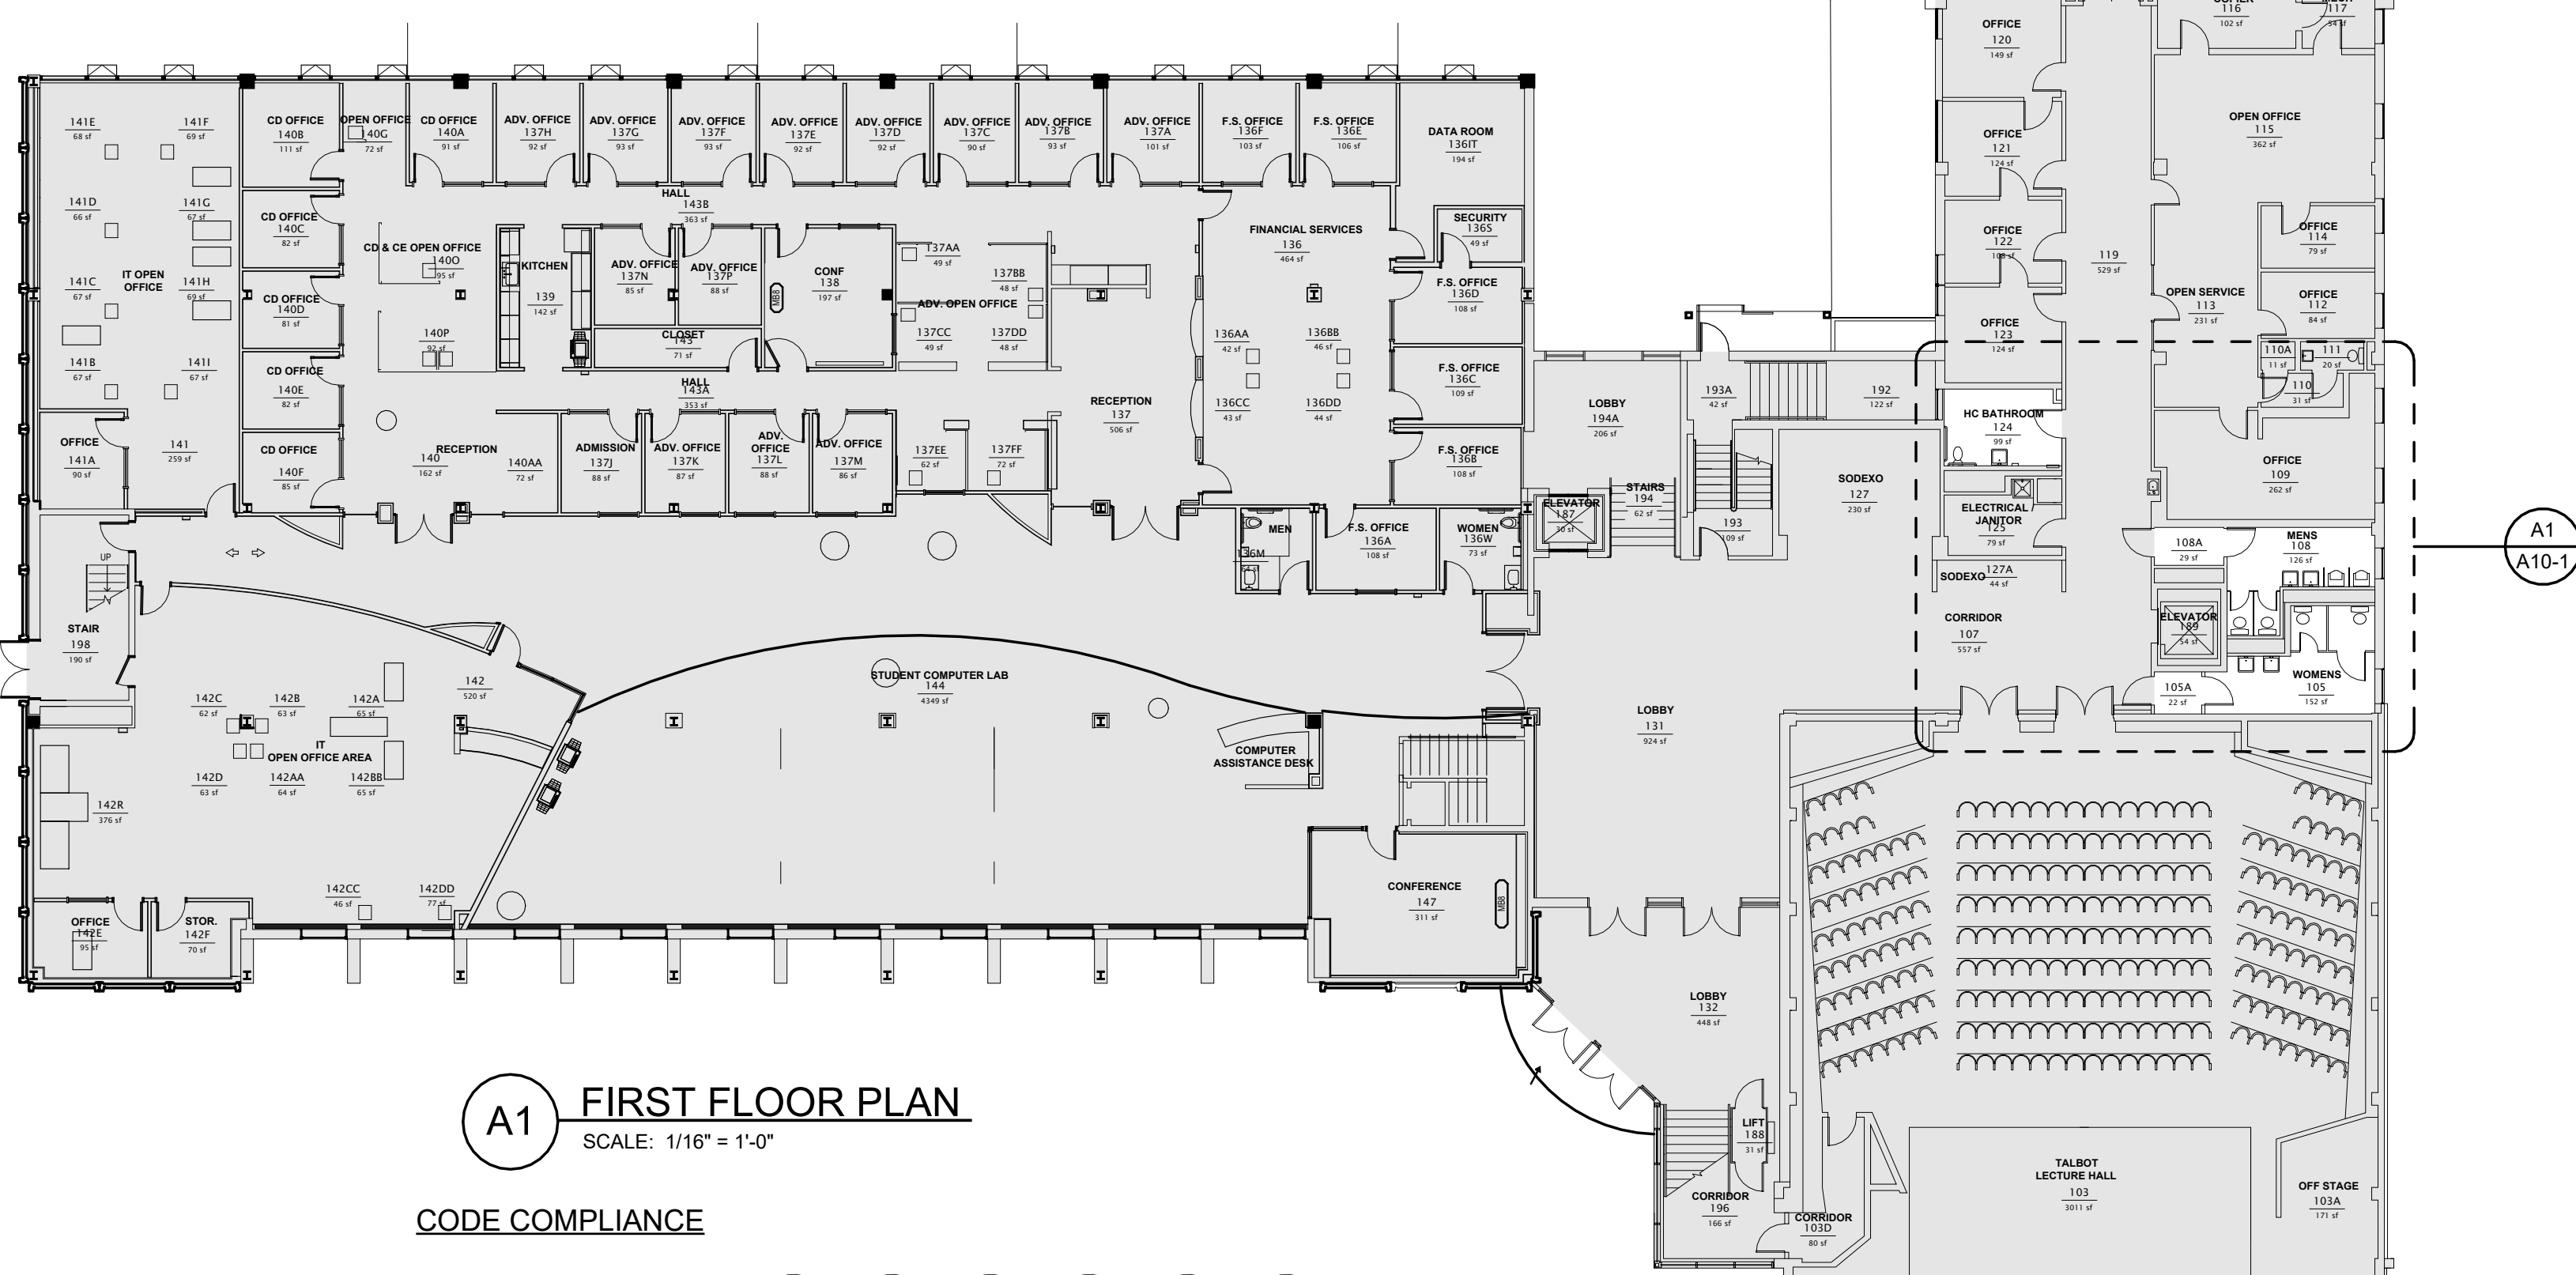 OFFICE
120
149 sf
116
102 sf
117
54 sf
141E
68 sf
141F
69 sf
CD OFFICE
140B
111 sf
OPEN OFFICE
140G
72 sf
CD OFFICE
140A
91 sf
ADV. OFFICE
137H
92 sf
ADV. OFFICE
137G
93 sf
ADV. OFFICE
137F
93 sf
ADV. OFFICE
137E
92 sf
ADV. OFFICE
137D
92 sf
ADV. OFFICE
137C
90 sf
ADV. OFFICE
137B
93 sf
ADV. OFFICE
137A
101 sf
F.S. OFFICE
136F
103 sf
F.S. OFFICE
136E
106 sf
DATA ROOM
136IT
194 sf
OFFICE
121
124 sf
OPEN OFFICE
115
362 sf
141D
66 sf
141G
67 sf
CD OFFICE
140C
82 sf
HALL
143B
363 sf
FINANCIAL SERVICES
136
464 sf
SECURITY
136S
49 sf
OFFICE
122
108 sf
119
529 sf
OFFICE
114
79 sf
IT OPEN
OFFICE
141C
67 sf
141H
69 sf
CD OFFICE
140D
81 sf
CD & CE OPEN OFFICE
140O
95 sf
KITCHEN
139
142 sf
ADV. OFFICE
137N
85 sf
ADV. OFFICE
137P
88 sf
CONF
138
197 sf
MB8
137AA
49 sf
137BB
48 sf
ADV. OPEN OFFICE
137CC
49 sf
137DD
48 sf
F.S. OFFICE
136D
108 sf
OFFICE
123
124 sf
OPEN SERVICE
113
231 sf
OFFICE
112
84 sf
141B
67 sf
141I
67 sf
CD OFFICE
140E
82 sf
140P
92 sf
CLOSET
143
71 sf
HALL
143A
353 sf
RECEPTION
137
506 sf
136AA
42 sf
136BB
46 sf
136CC
43 sf
136DD
44 sf
F.S. OFFICE
136C
109 sf
LOBBY
194A
206 sf
193A
42 sf
192
122 sf
110A
11 sf
111
20 sf
110
31 sf
HC BATHROOM
124
99 sf
OFFICE
141A
90 sf
141
259 sf
CD OFFICE
140F
85 sf
RECEPTION
140
162 sf
140AA
72 sf
ADMISSION
137J
88 sf
ADV. OFFICE
137K
87 sf
ADV.
OFFICE
137L
88 sf
ADV. OFFICE
137M
86 sf
137EE
62 sf
137FF
72 sf
F.S. OFFICE
136B
108 sf
ELEVATOR
187
30 sf
STAIRS
194
62 sf
193
109 sf
SODEXO
127
230 sf
OFFICE
109
262 sf
ELECTRICAL /
JANITOR
125
79 sf
MEN
136M
F.S. OFFICE
136A
108 sf
WOMEN
136W
73 sf
108A
29 sf
MENS
108
126 sf
A1
A10-1
UP
SODEXO
127A
44 sf
STAIR
198
190 sf
CORRIDOR
107
557 sf
ELEVATOR
189
54 sf
142
520 sf
STUDENT COMPUTER LAB
144
4349 sf
142C
62 sf
142B
63 sf
142A
65 sf
IT
OPEN OFFICE AREA
142D
63 sf
142AA
64 sf
142BB
65 sf
142R
376 sf
COMPUTER
ASSISTANCE DESK
LOBBY
131
924 sf
105A
22 sf
WOMENS
105
152 sf
142CC
46 sf
142DD
77 sf
CONFERENCE
147
311 sf
MB8
OFFICE
142E
95 sf
STOR.
142F
70 sf
LOBBY
132
448 sf
A1
FIRST FLOOR PLAN
SCALE: 1/16" = 1'-0"
LIFT
188
31 sf
TALBOT
LECTURE HALL
103
3011 sf
OFF STAGE
103A
171 sf
CORRIDOR
196
166 sf
CORRIDOR
103D
80 sf
CODE COMPLIANCE